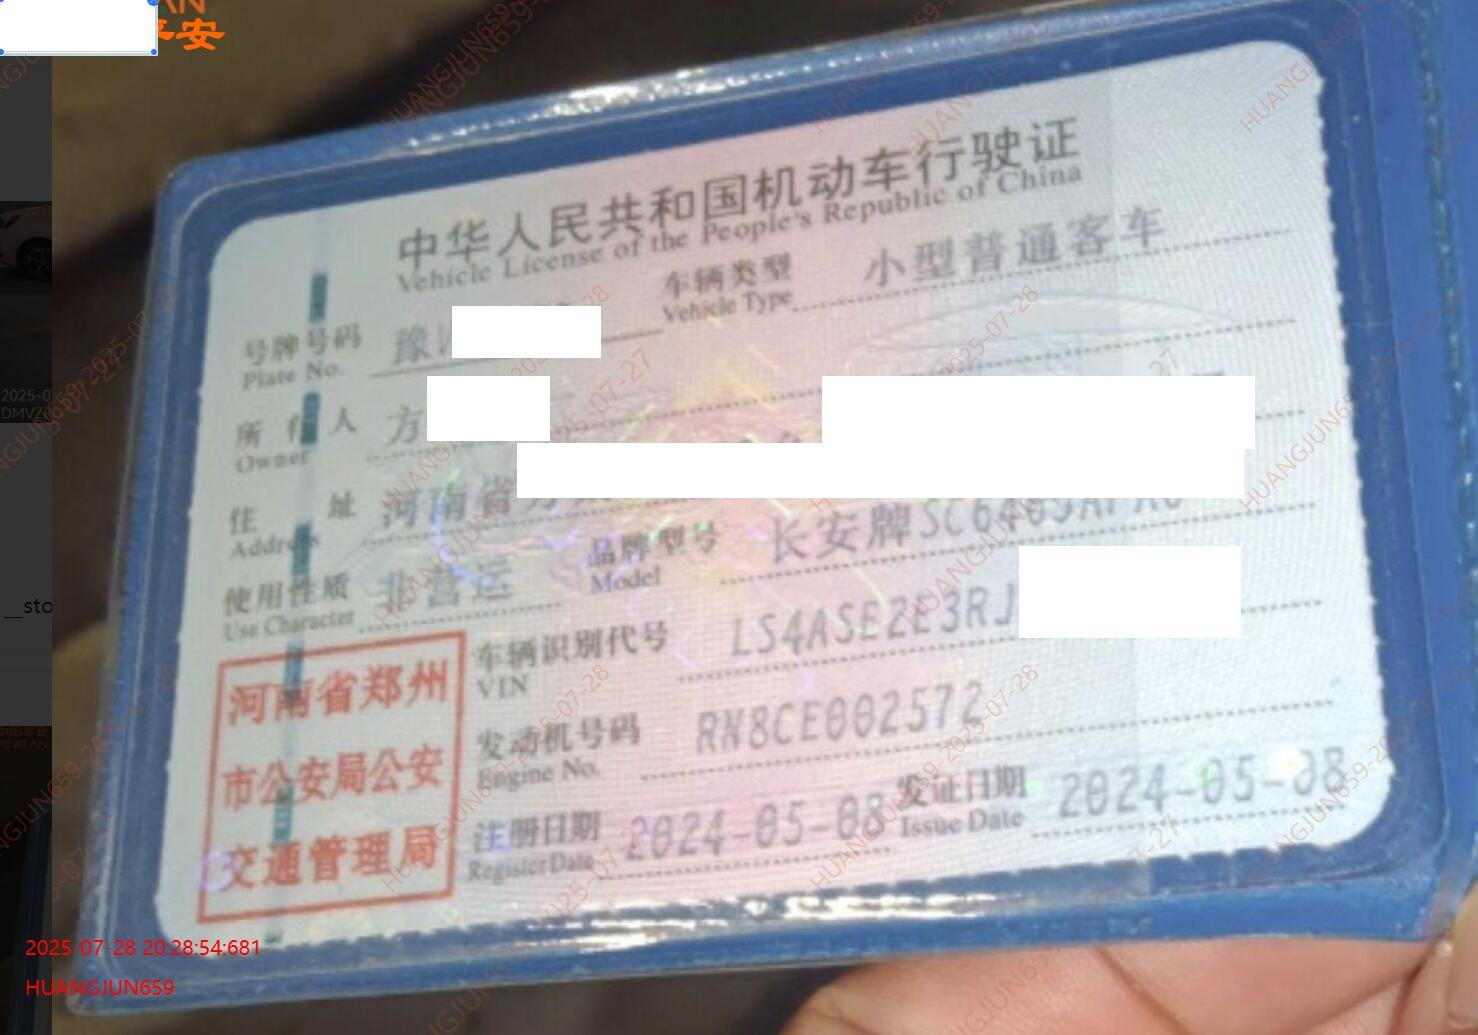 平安
中华人民共和国机动车行驶证
Vehicle License of the People's Republic of China
号牌号码 豫 车辆类型 小型普通客车
Plate No. Vehicle Type
所有人 方
Owner
住址 河南省
Address
使用性质 非营运 品牌型号 长安牌
Use Character Model
车辆识别代号 LS4ASE2E3RJ
VIN
发动机号码 RN8CE002572
Engine No.
注册日期 2024-05-08 发证日期 2024-05-08
Register Date Issue Date
河南省郑州
市公安局公安
交通管理局
2025-07-28 20:28:54:681
HUANGJUN659